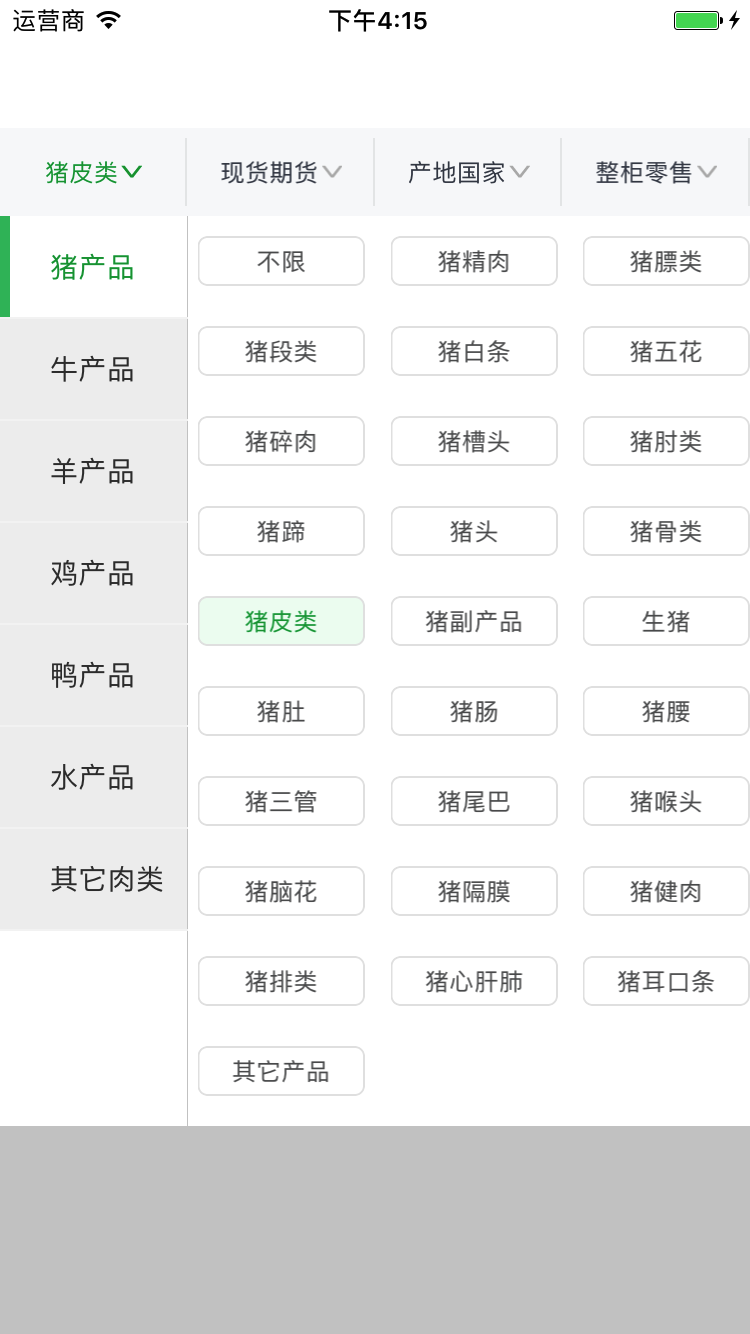 运营商 下午4:15
猪皮类 现货期货 产地国家 整柜零售
猪产品
牛产品
羊产品
鸡产品
鸭产品
水产品
其它肉类
不限 猪精肉 猪膘类
猪段类 猪白条 猪五花
猪碎肉 猪槽头 猪肘类
猪蹄 猪头 猪骨类
猪皮类 猪副产品 生猪
猪肚 猪肠 猪腰
猪三管 猪尾巴 猪喉头
猪脑花 猪隔膜 猪健肉
猪排类 猪心肝肺 猪耳口条
其它产品